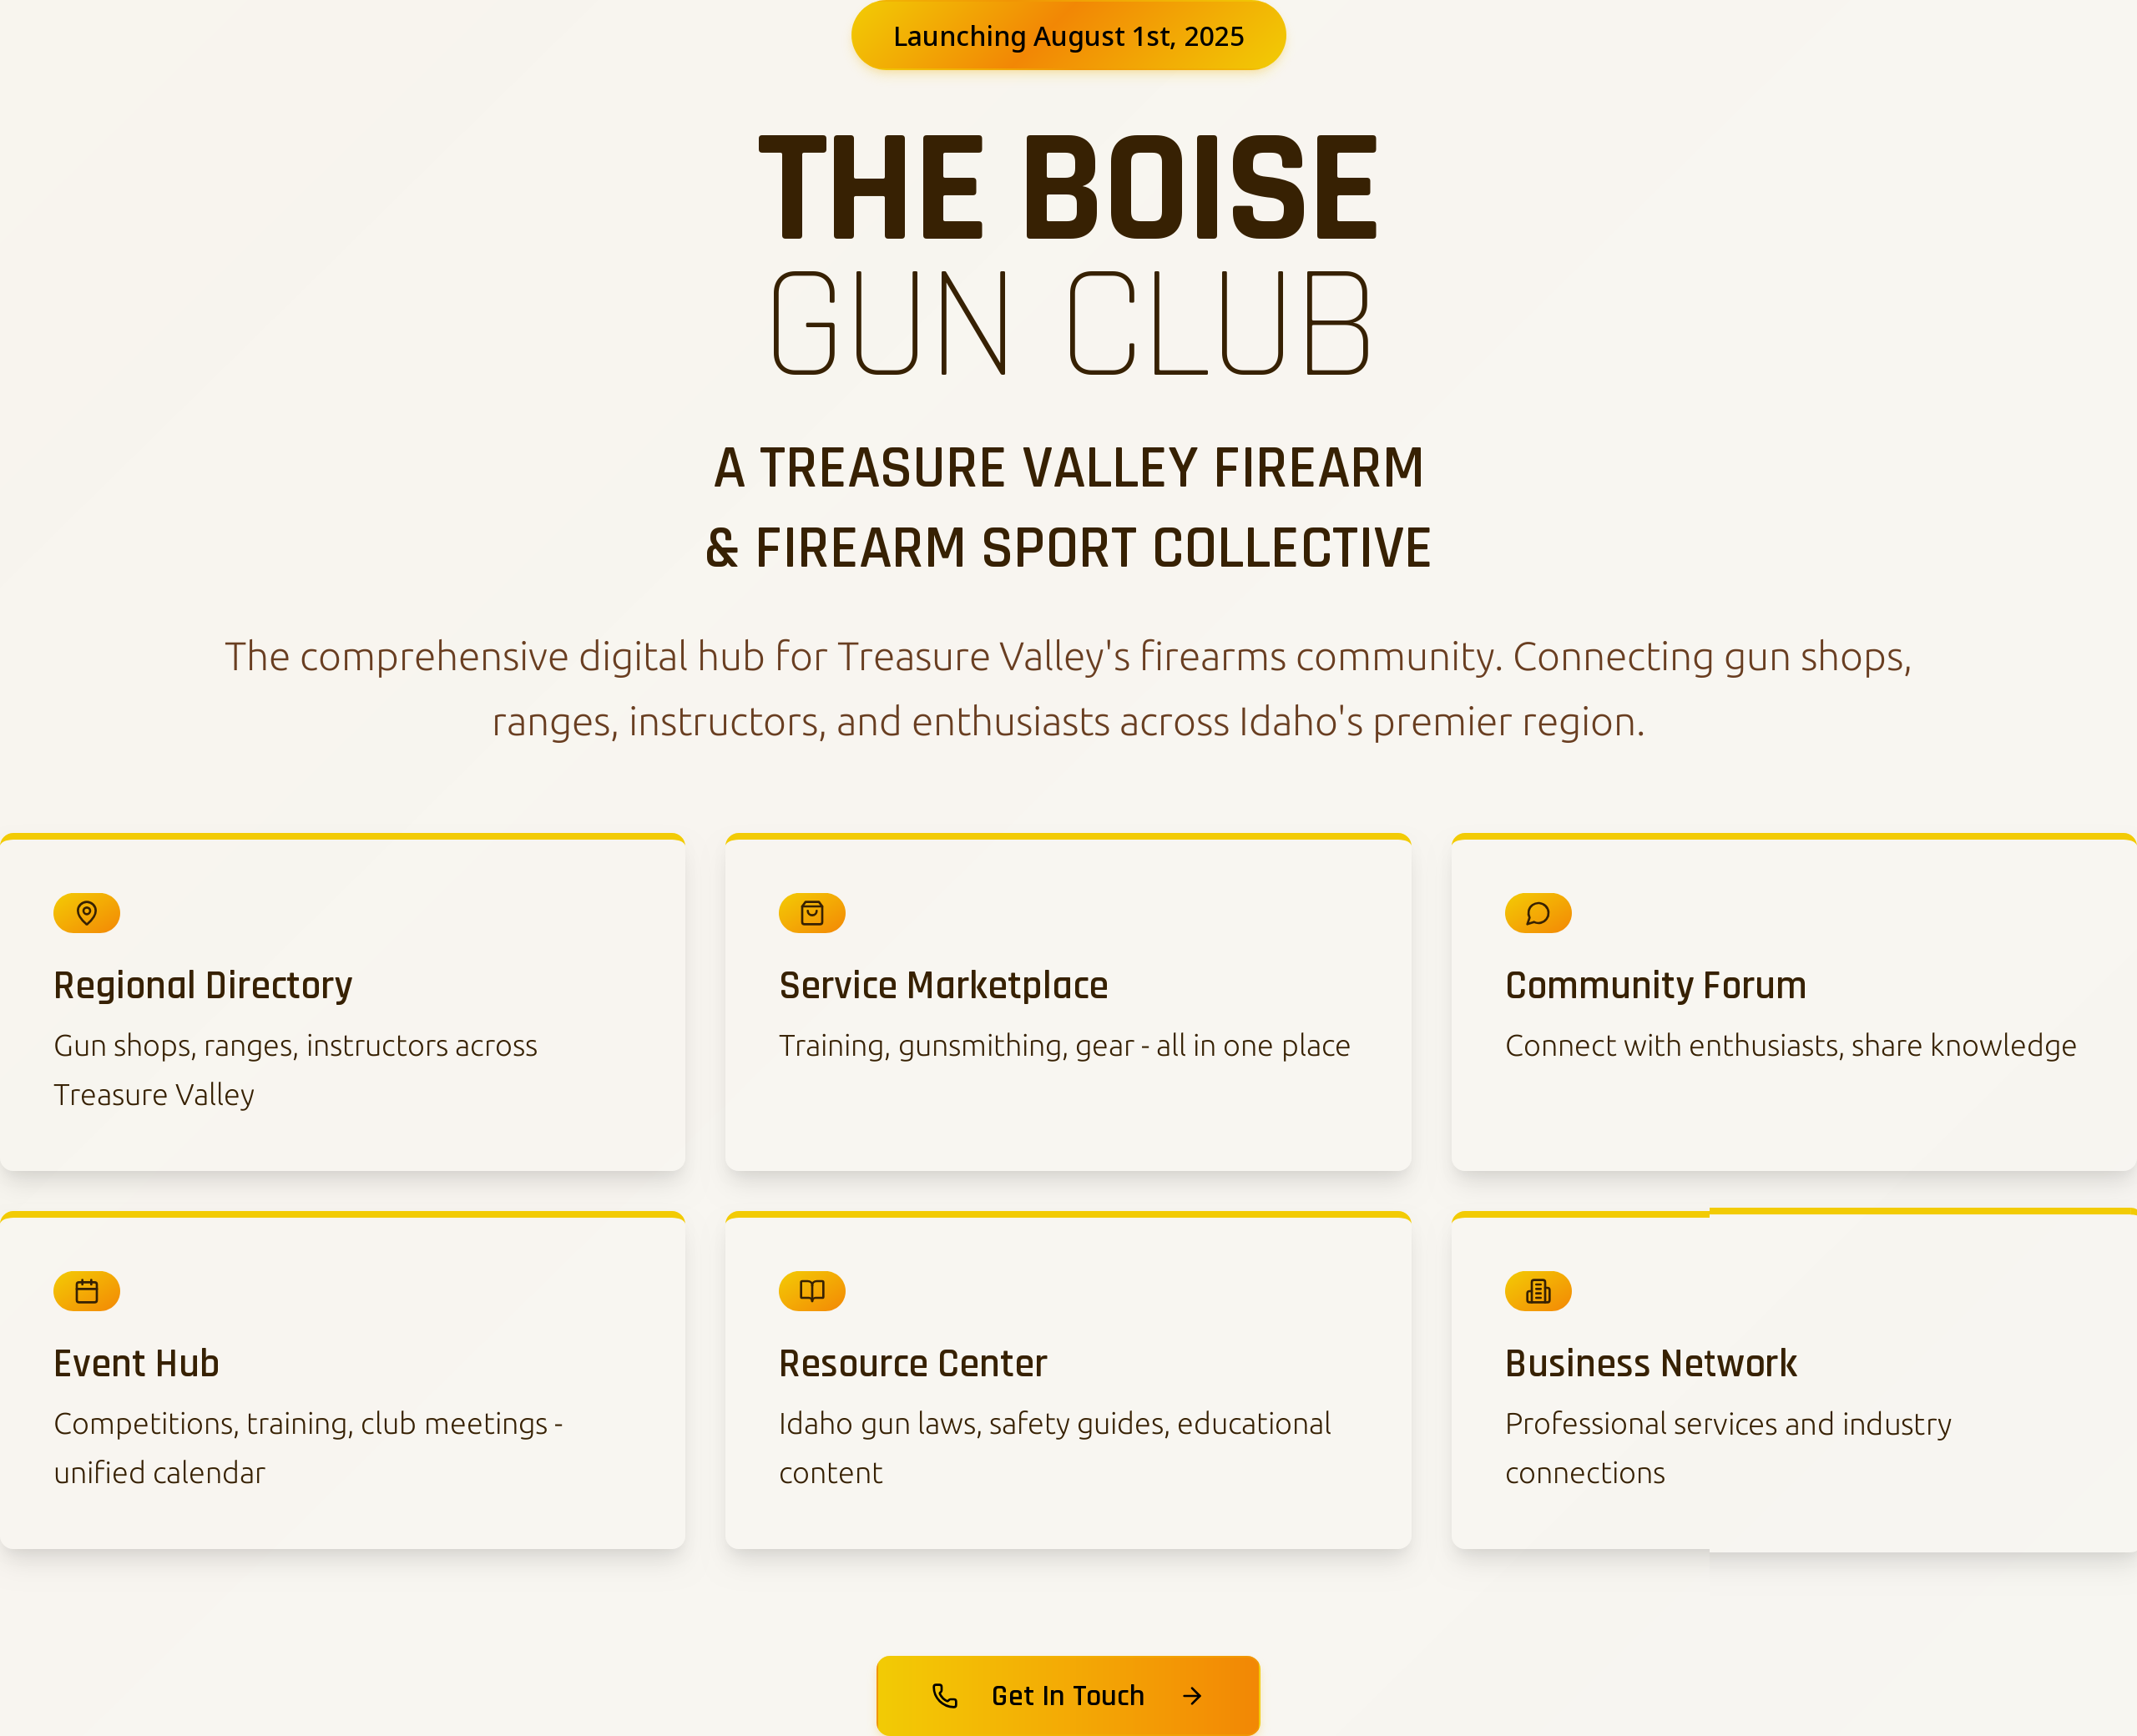 Launching August 1st, 2025
THE BOISE
GUN CLUB
A TREASURE VALLEY FIREARM
& FIREARM SPORT COLLECTIVE
The comprehensive digital hub for Treasure Valley's firearms community. Connecting gun shops,
ranges, instructors, and enthusiasts across Idaho's premier region.
Regional Directory
Gun shops, ranges, instructors across
Treasure Valley
Service Marketplace
Training, gunsmithing, gear - all in one place
Community Forum
Connect with enthusiasts, share knowledge
Event Hub
Competitions, training, club meetings -
unified calendar
Resource Center
Idaho gun laws, safety guides, educational
content
Business Network
Professional services and industry
connections
Get In Touch